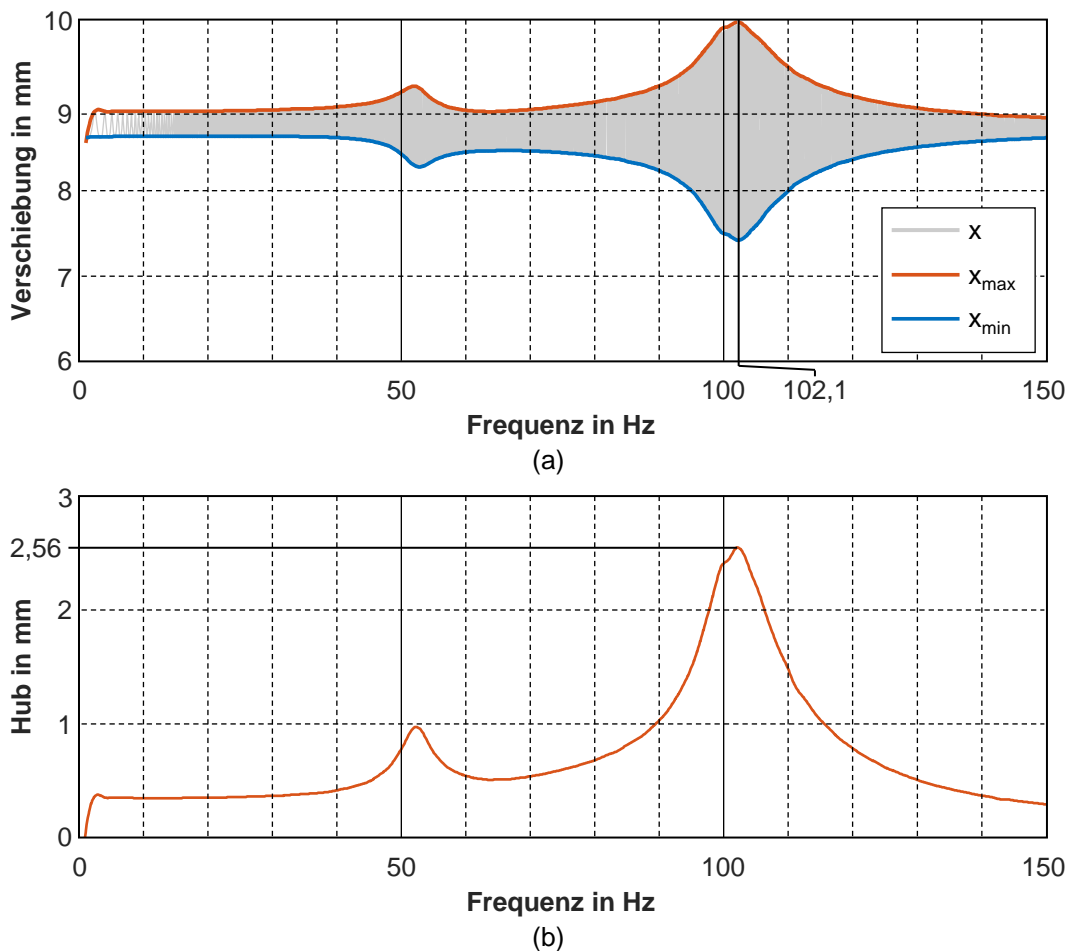 10
9
8
7
6
Verschiebung in mm
x
xmax
xmin
0
50
100
102,1
150
Frequenz in Hz
(a)
3
2,56
2
1
0
Hub in mm
0
50
100
150
Frequenz in Hz
(b)